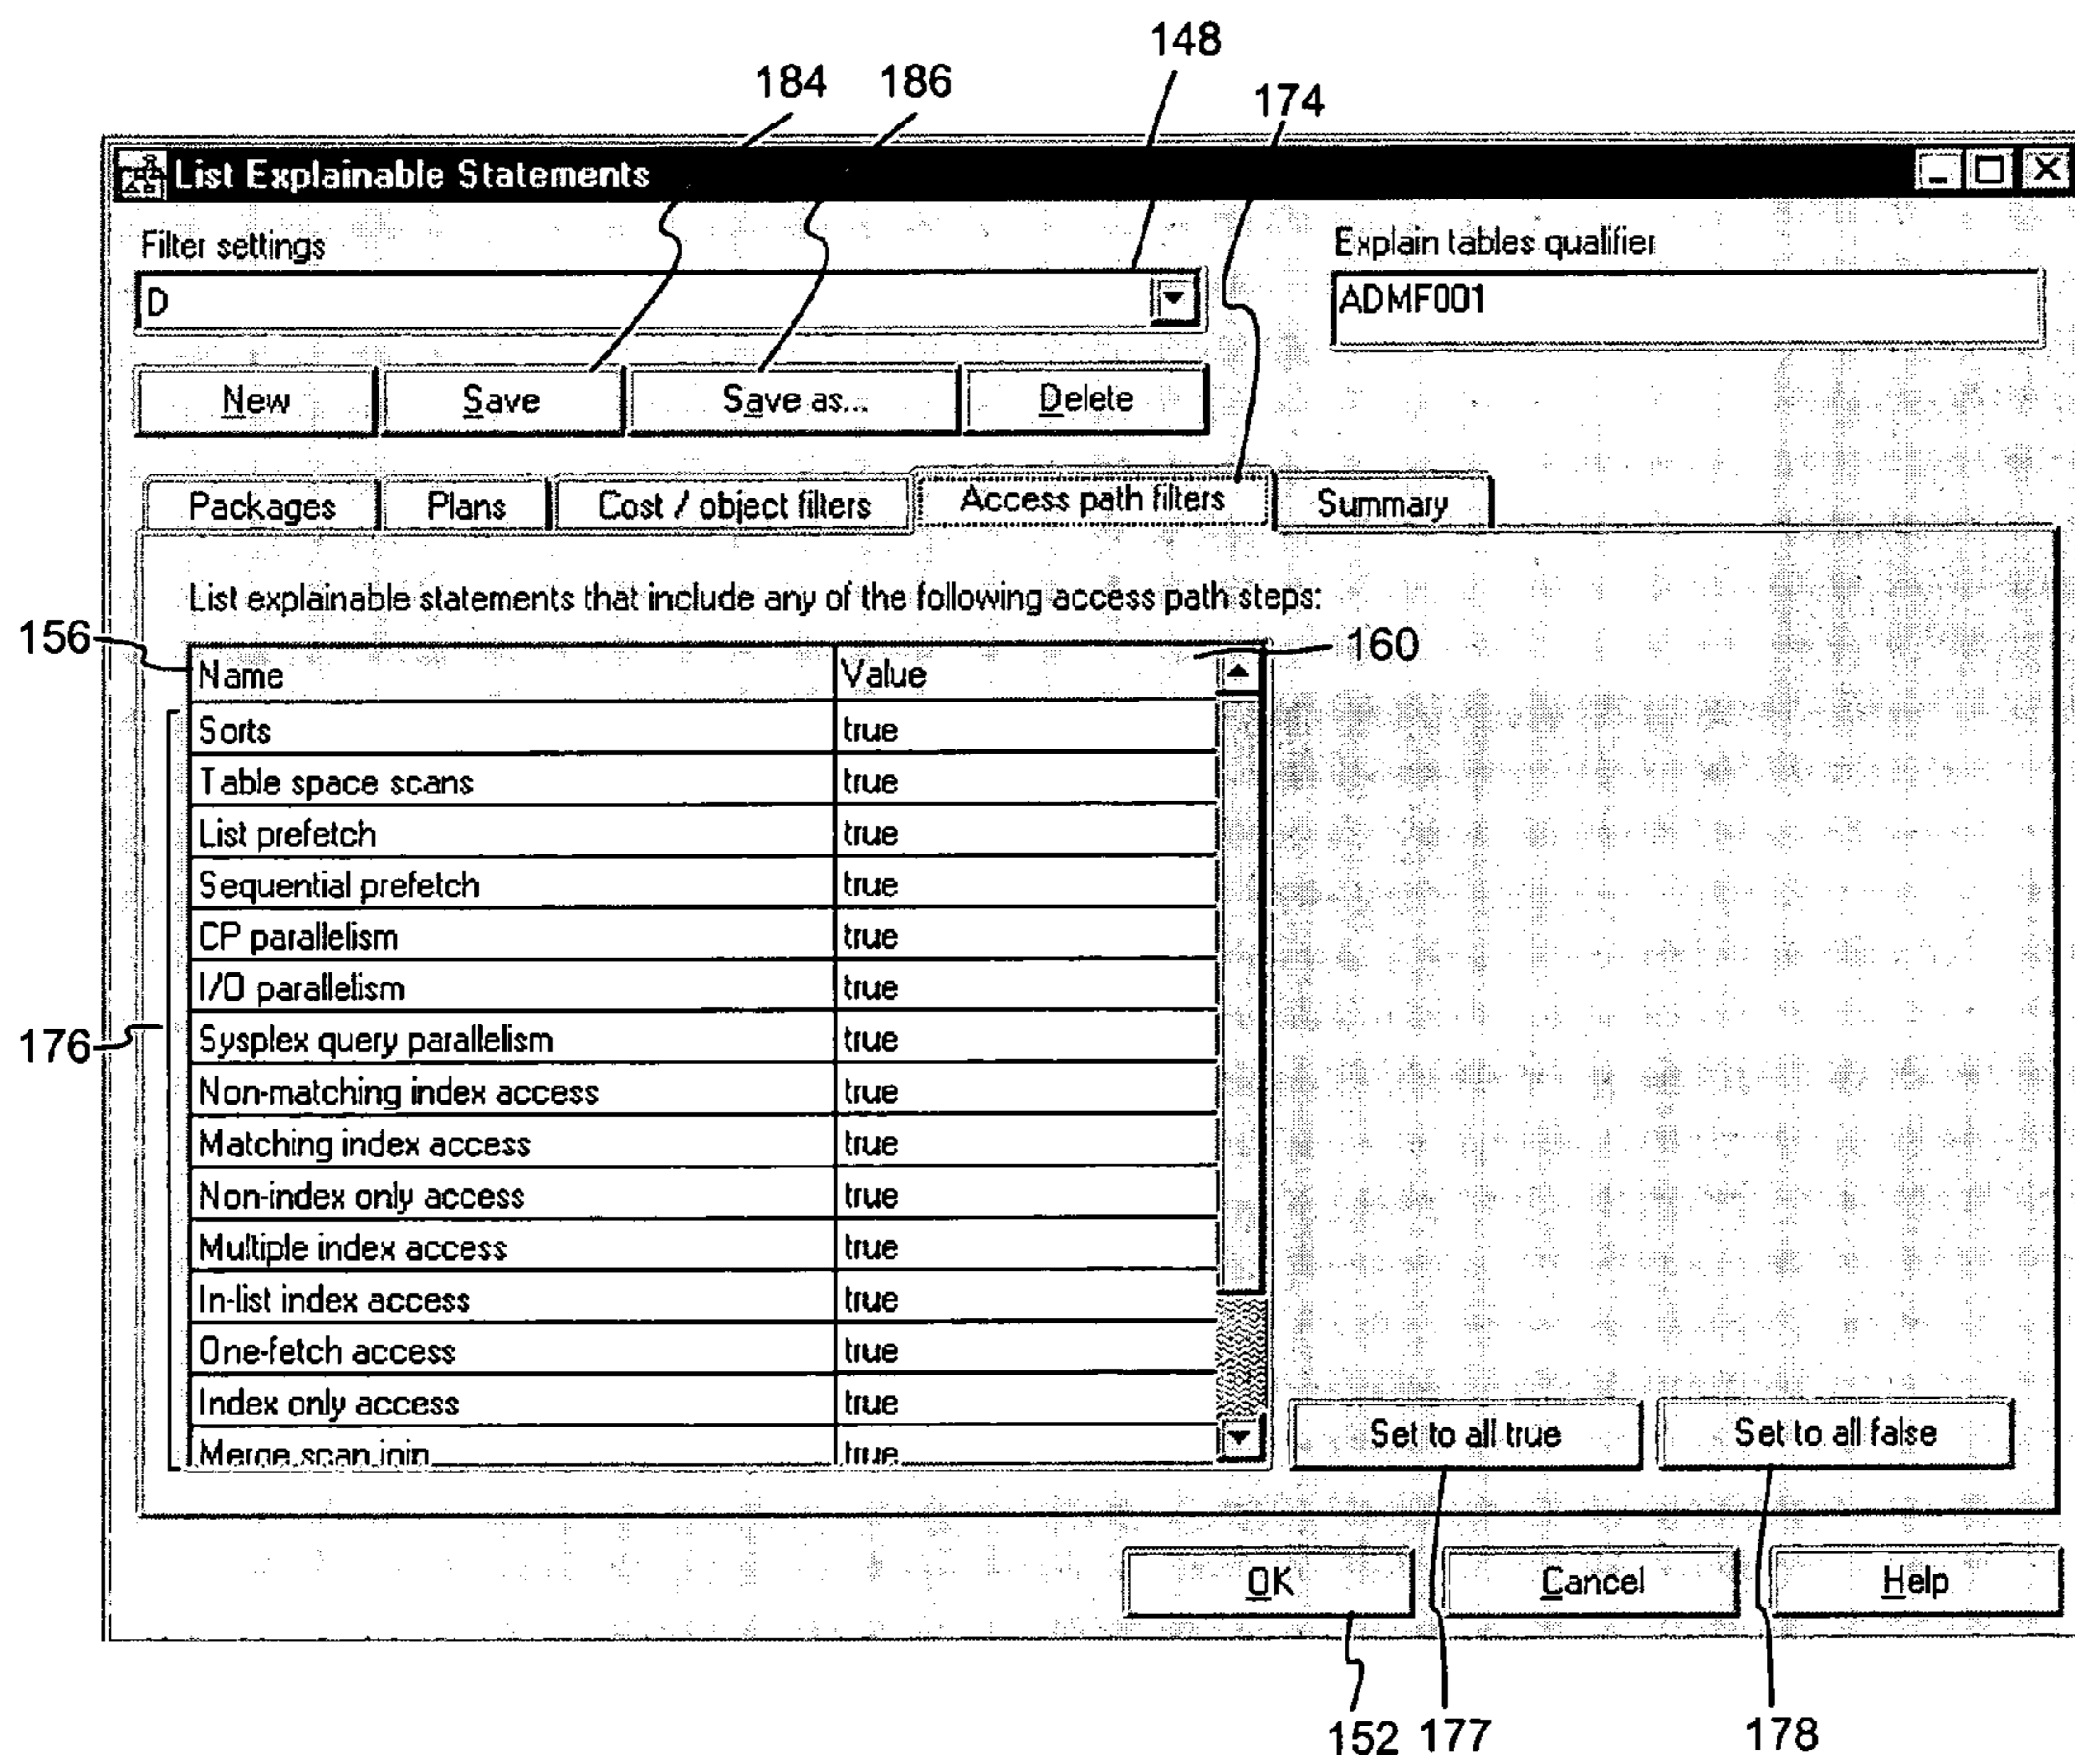 148
184 186
174
List Explainable Statements
Filter settings
Explain tables qualifier
D
ADMF001
New Save Save as... Delete
Packages Plans Cost / object filters Access path filters Summary
List explainable statements that include any of the following access path steps:
156
160
Name Value
Sorts true
Table space scans true
List prefetch true
Sequential prefetch true
CP parallelism true
I/O parallelism true
176
Sysplex query parallelism true
Non-matching index access true
Matching index access true
Non-index only access true
Multiple index access true
In-list index access true
One-fetch access true
Index only access true
Merge scan join true
Set to all true Set to all false
OK Cancel Help
152 177 178